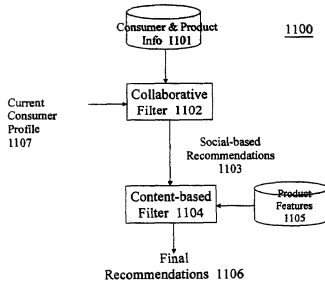 Consumer & Product
Info 1101
1100
Collaborative
Filter 1102
Current
Consumer
Profile
1107
Social-based
Recommendations
1103
Content-based
Filter 1104
Product
Features
1105
Final
Recommendations 1106